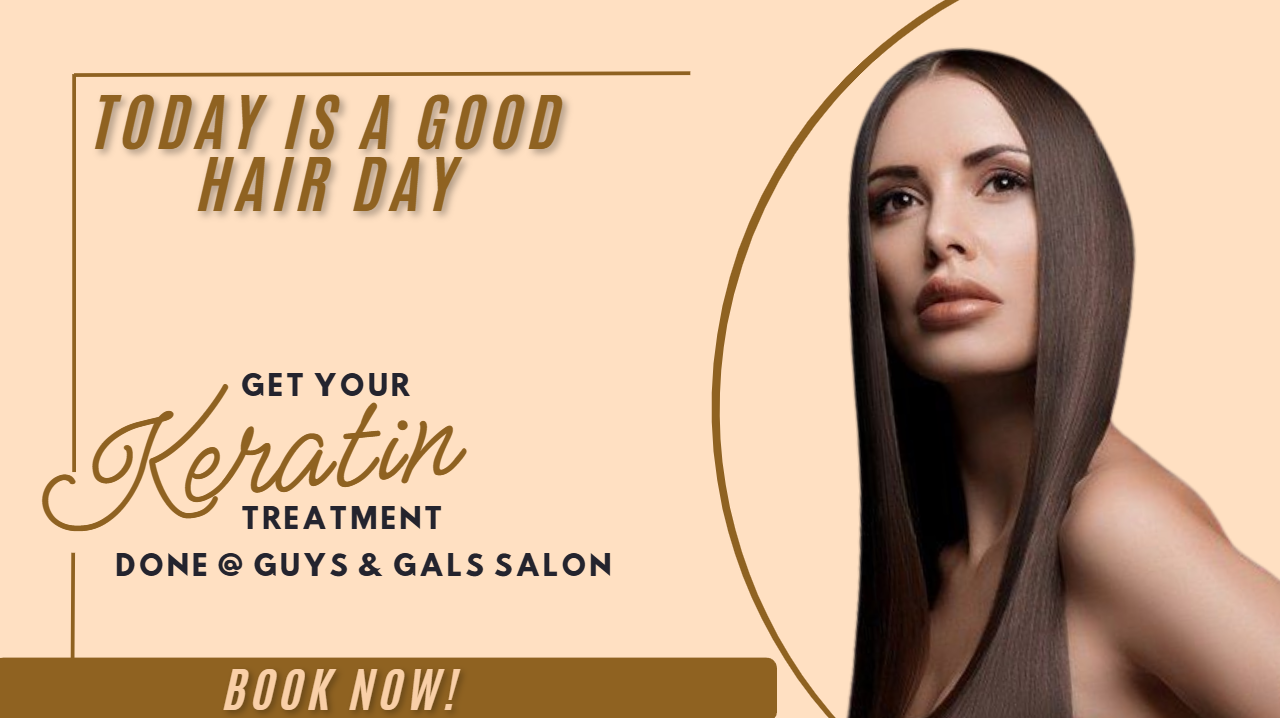 TODAY IS A GOOD
HAIR DAY
GET YOUR
Keratin
TREATMENT
DONE @ GUYS & GALS SALON
BOOK NOW!